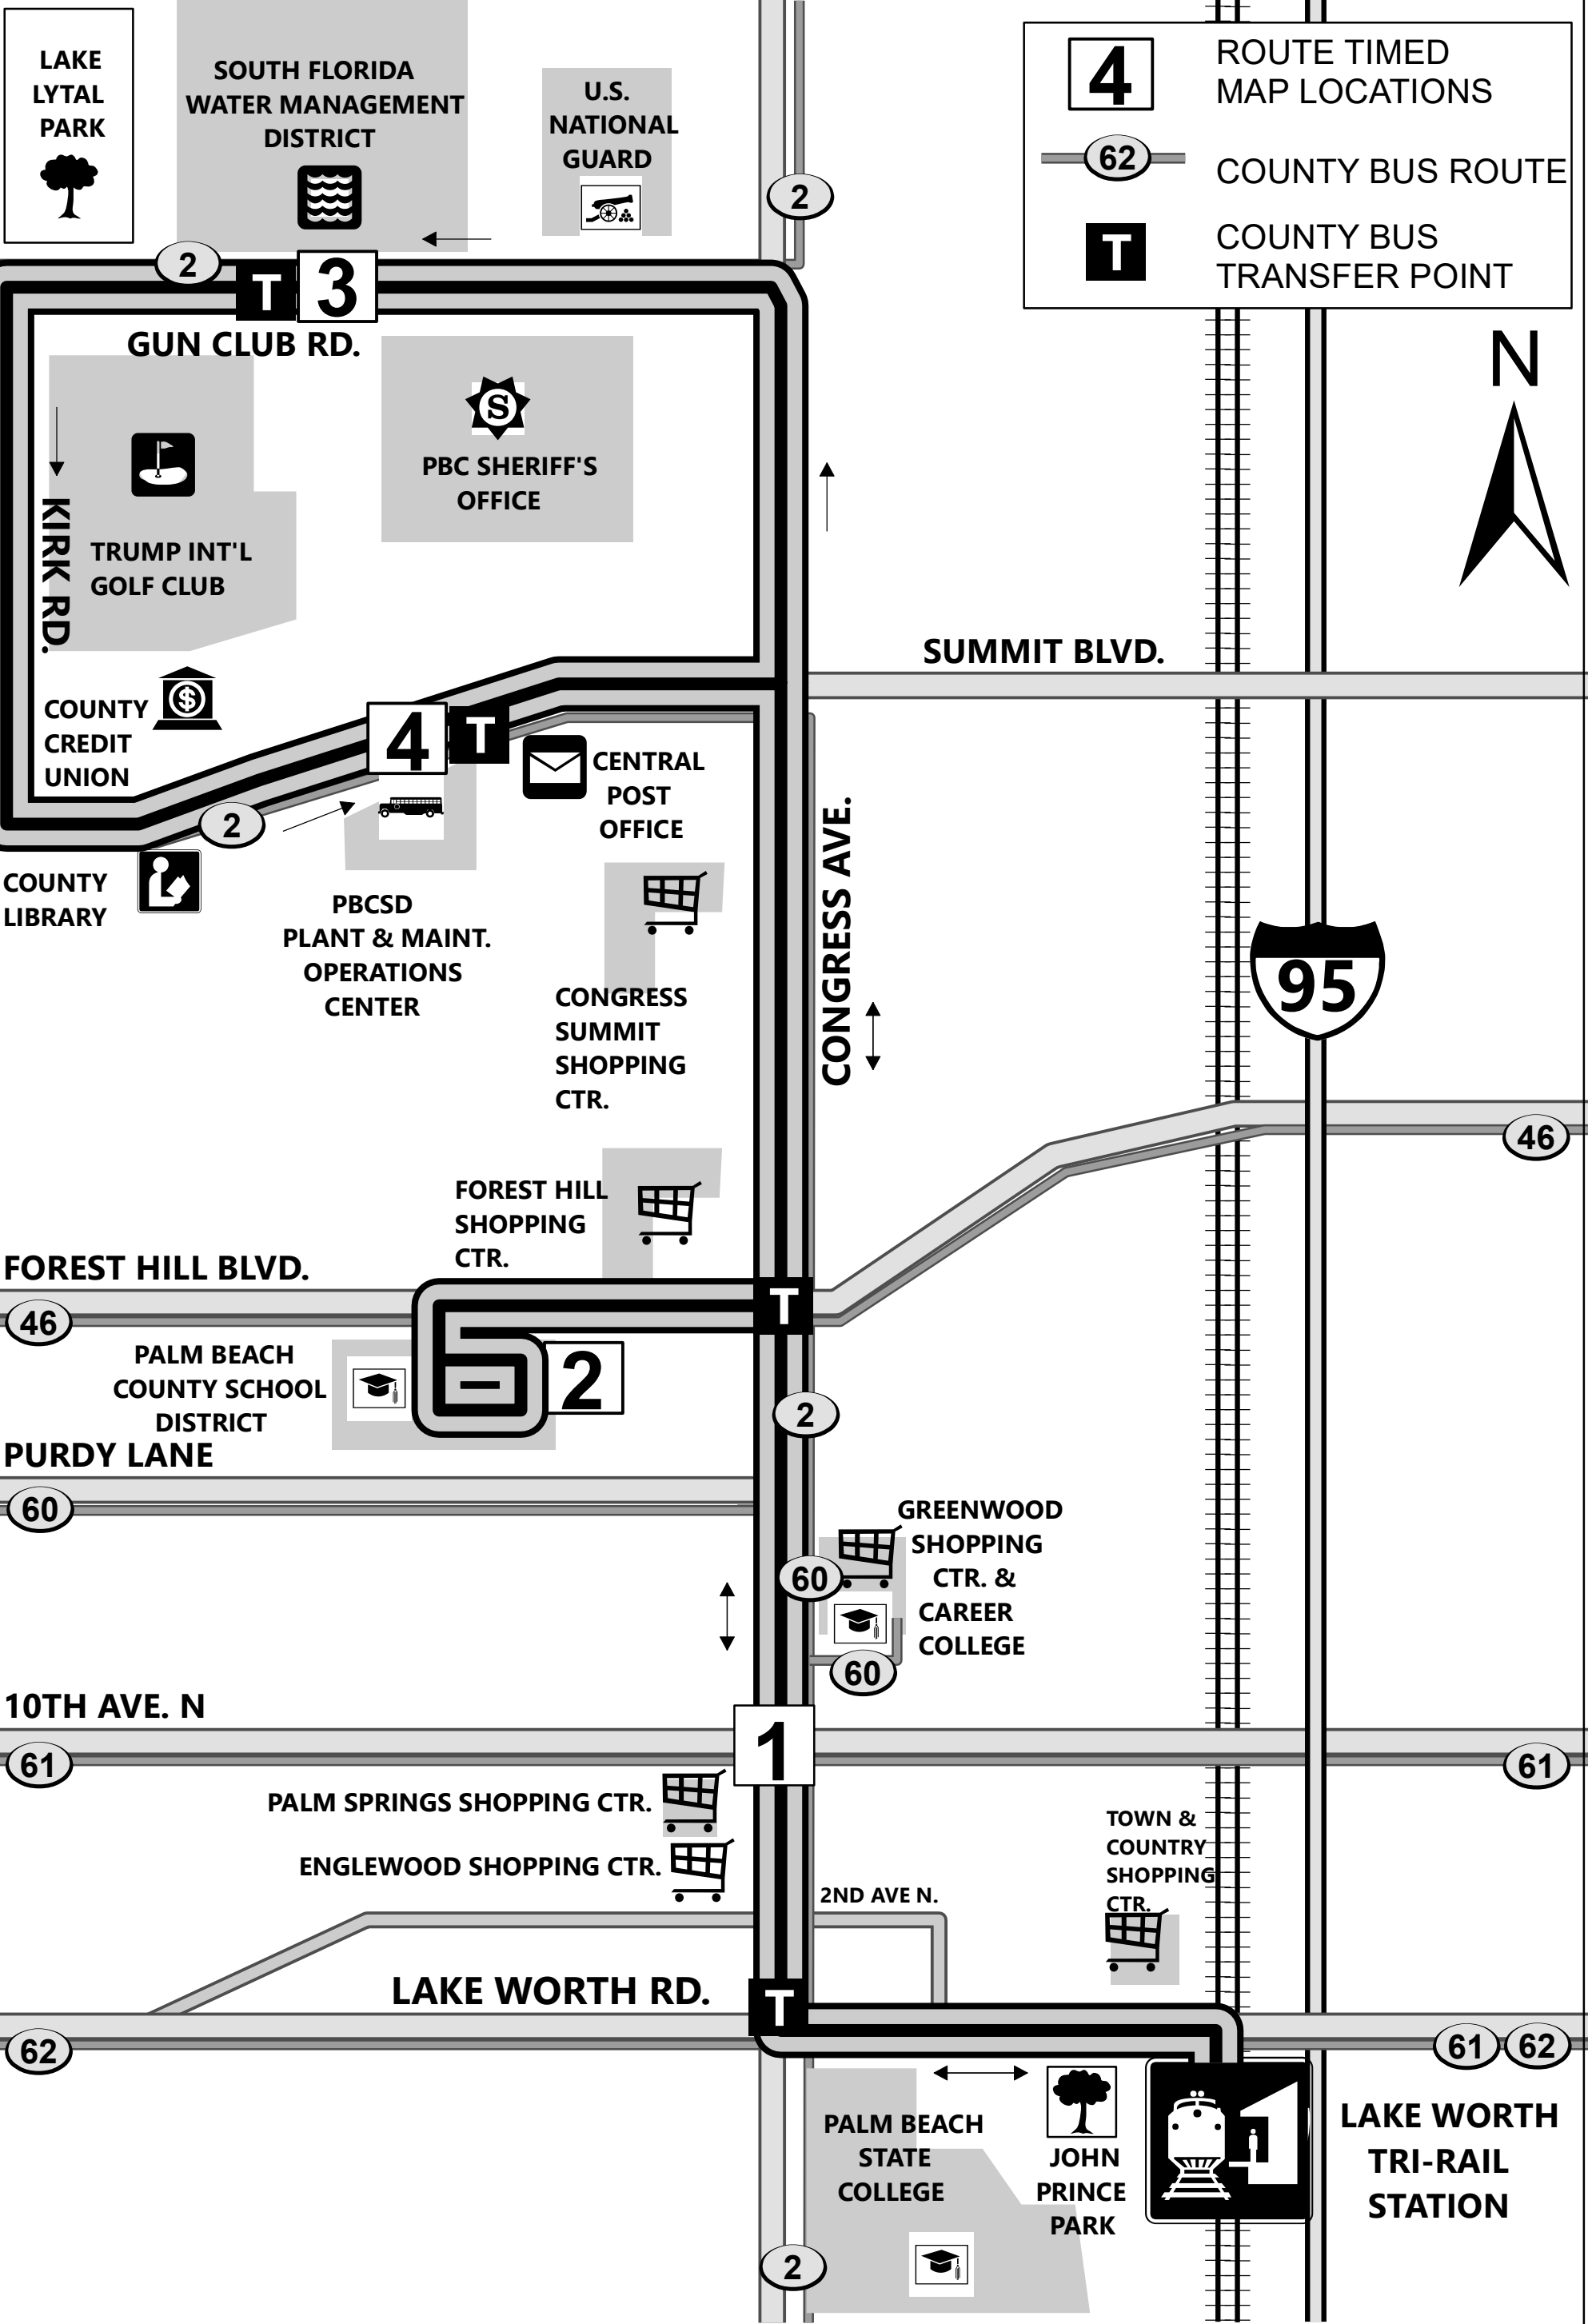 LAKE
LYTAL
PARK
SOUTH FLORIDA
WATER MANAGEMENT
DISTRICT
U.S.
NATIONAL
GUARD
2
4
ROUTE TIMED
MAP LOCATIONS
62
COUNTY BUS ROUTE
T
COUNTY BUS
TRANSFER POINT
N
2
T
3
GUN CLUB RD.
S
PBC SHERIFF'S
OFFICE
KIRK RD.
TRUMP INT'L
GOLF CLUB
SUMMIT BLVD.
COUNTY
CREDIT
UNION
$
4
T
CENTRAL
POST
OFFICE
2
COUNTY
LIBRARY
PBCSD
PLANT & MAINT.
OPERATIONS
CENTER
CONGRESS AVE.
CONGRESS
SUMMIT
SHOPPING
CTR.
95
46
FOREST HILL
SHOPPING
CTR.
FOREST HILL BLVD.
46
T
PALM BEACH
COUNTY SCHOOL
DISTRICT
2
2
PURDY LANE
60
GREENWOOD
SHOPPING
CTR. &
CAREER
COLLEGE
60
60
10TH AVE. N
61
1
61
PALM SPRINGS SHOPPING CTR.
ENGLEWOOD SHOPPING CTR.
TOWN &
COUNTRY
SHOPPING
CTR.
2ND AVE N.
LAKE WORTH RD.
T
62
61
62
PALM BEACH
STATE
COLLEGE
JOHN
PRINCE
PARK
LAKE WORTH
TRI-RAIL
STATION
2